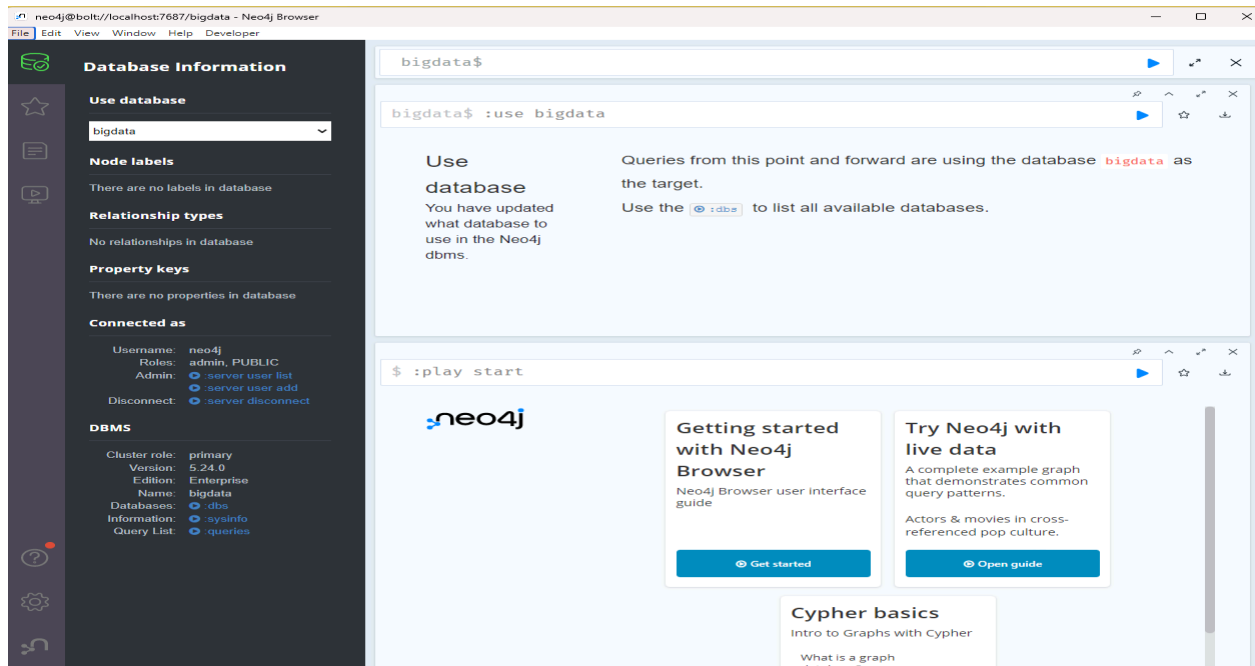 neo4j@bolt://localhost:7687/bigdata - Neo4j Browser
File Edit View Window Help Developer
Database Information
Use database
bigdata
Node labels
There are no labels in database
Relationship types
No relationships in database
Property keys
There are no properties in database
Connected as
Username: neo4j
Roles: admin, PUBLIC
Admin: :server user list
:server user add
Disconnect: :server disconnect
DBMS
Cluster role: primary
Version: 5.24.0
Edition: Enterprise
Name: bigdata
Databases: :dbs
Information: :sysinfo
Query List: :queries
bigdata$
bigdata$ :use bigdata
Use
database
You have updated
what database to
use in the Neo4j
dbms.
Queries from this point and forward are using the database bigdata as
the target.
Use the :dbs to list all available databases.
$ :play start
neo4j
Getting started
with Neo4j
Browser
Neo4j Browser user interface
guide
Get started
Try Neo4j with
live data
A complete example graph
that demonstrates common
query patterns.
Actors & movies in cross-
referenced pop culture.
Open guide
Cypher basics
Intro to Graphs with Cypher
What is a graph